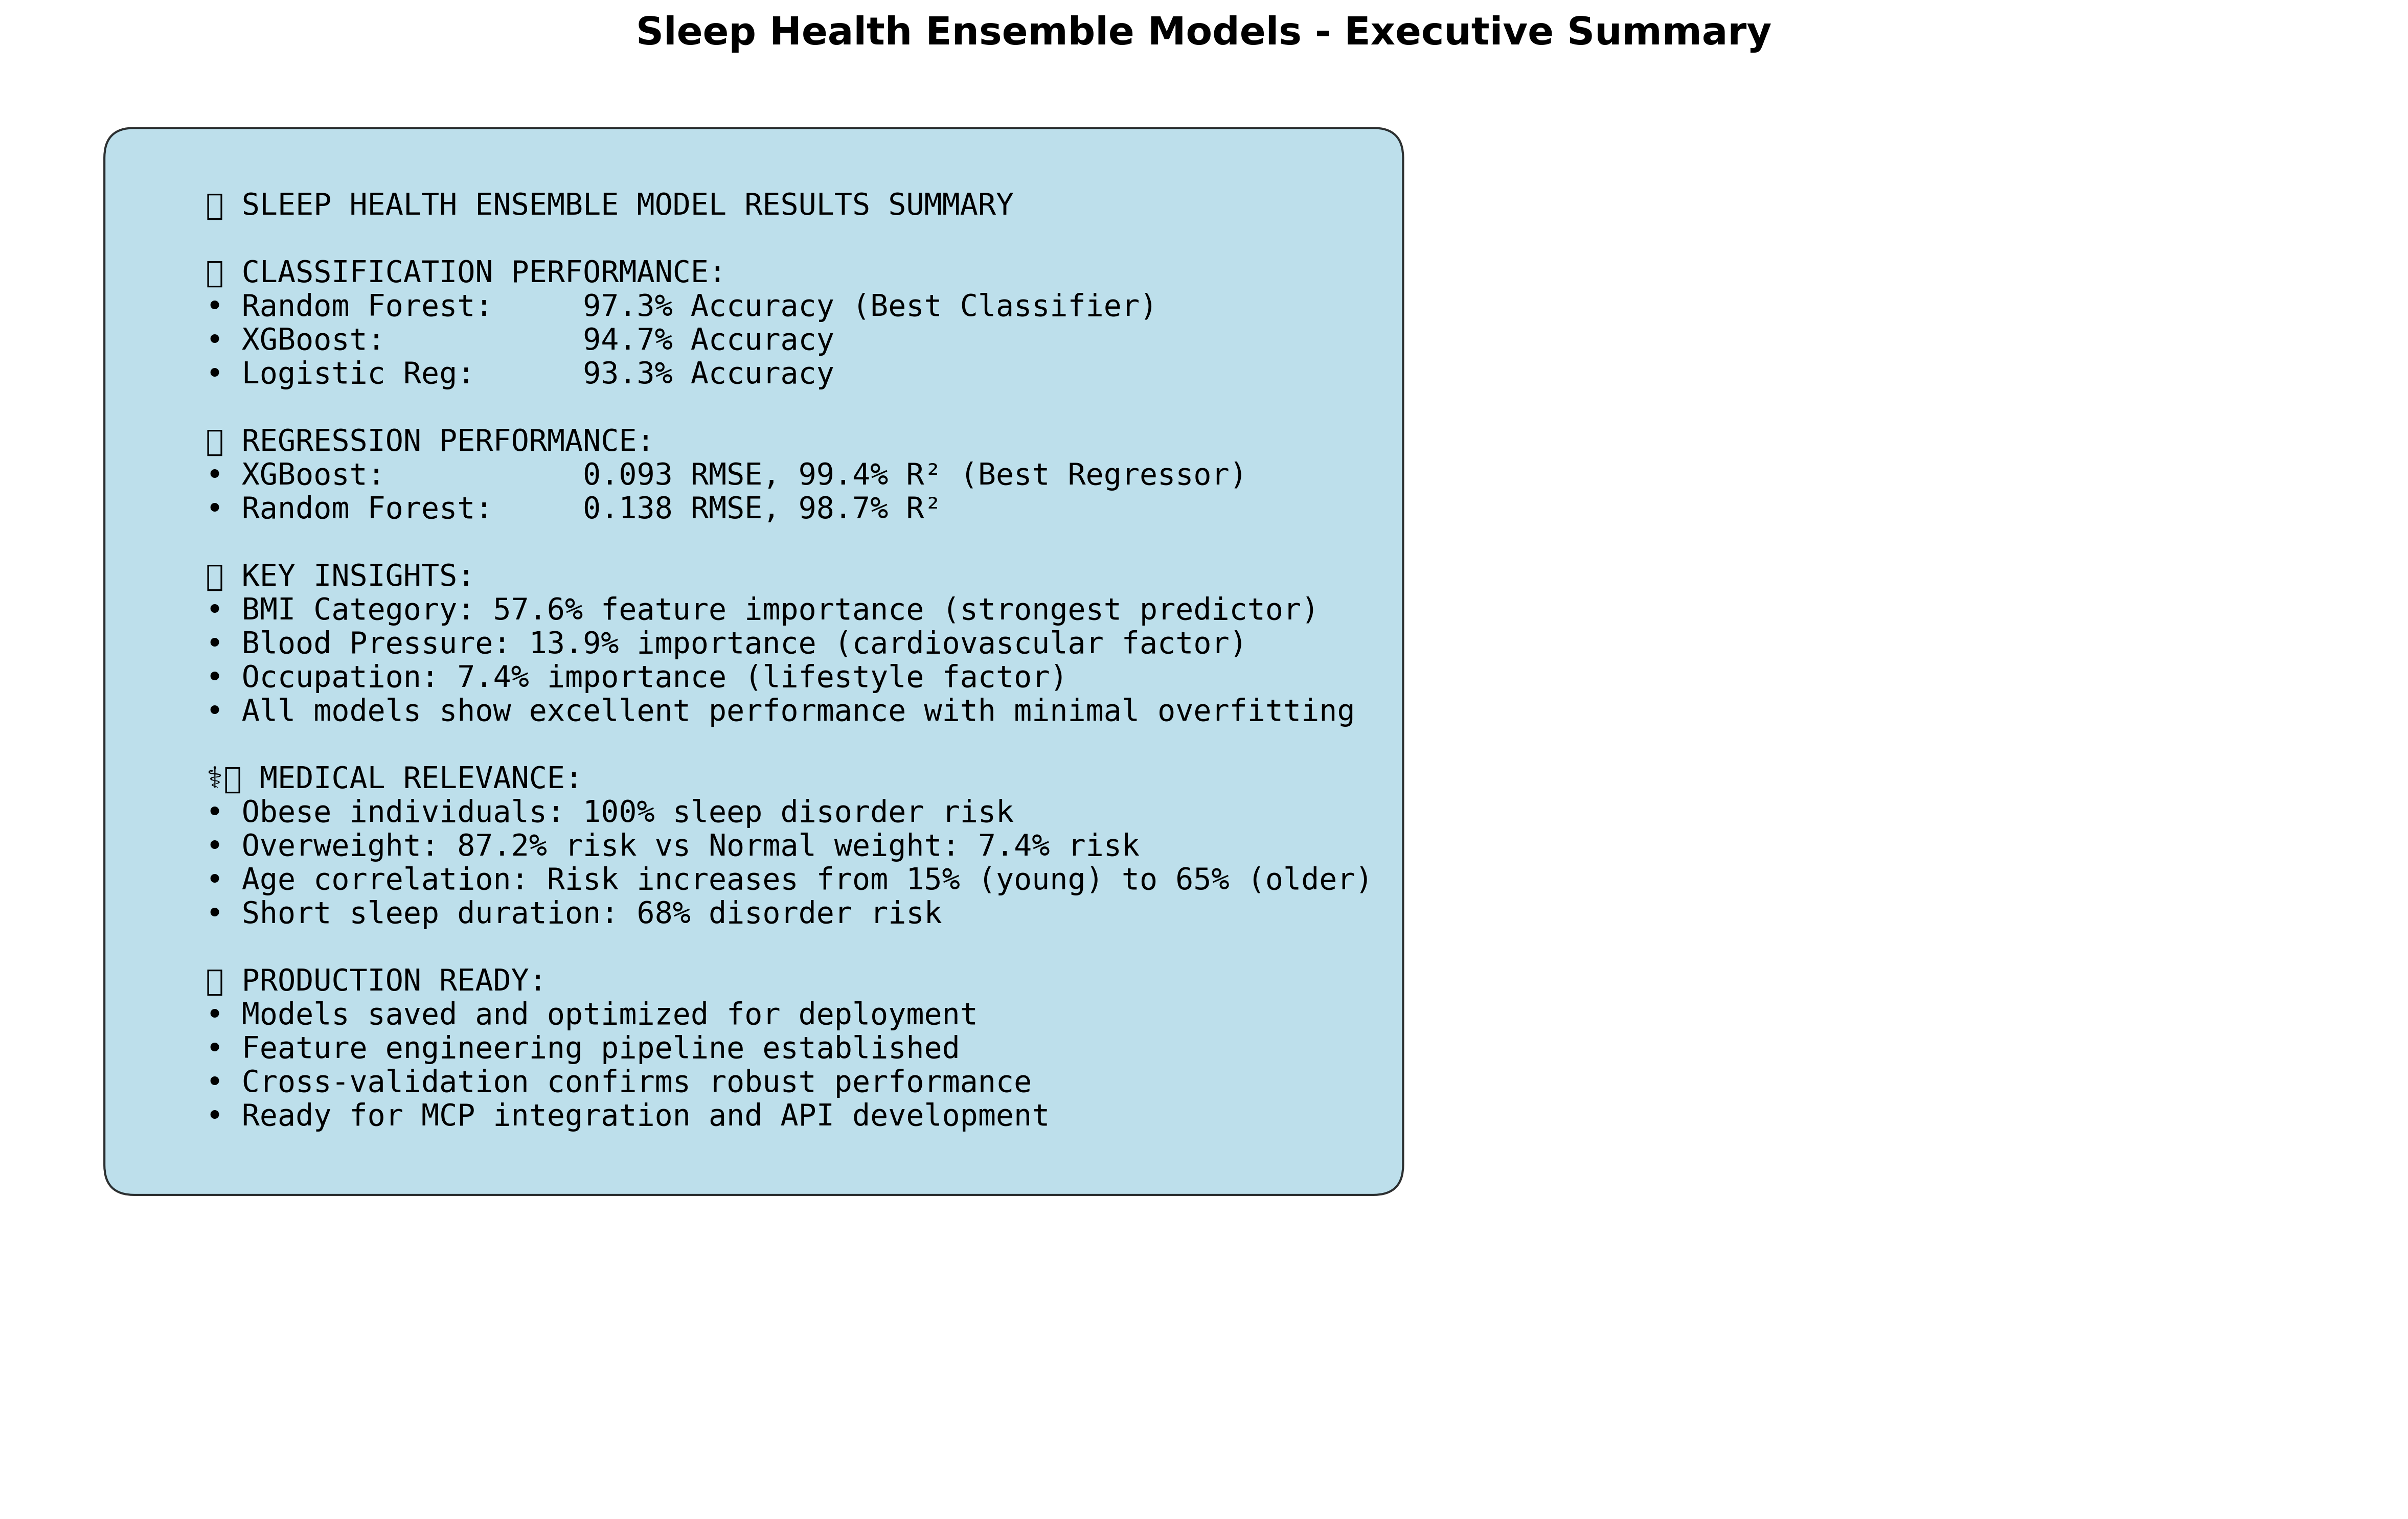 Sleep Health Ensemble Models - Executive Summary
SLEEP HEALTH ENSEMBLE MODEL RESULTS SUMMARY
CLASSIFICATION PERFORMANCE:
• Random Forest: 97.3% Accuracy (Best Classifier)
• XGBoost: 94.7% Accuracy
• Logistic Reg: 93.3% Accuracy
REGRESSION PERFORMANCE:
• XGBoost: 0.093 RMSE, 99.4% R² (Best Regressor)
• Random Forest: 0.138 RMSE, 98.7% R²
KEY INSIGHTS:
• BMI Category: 57.6% feature importance (strongest predictor)
• Blood Pressure: 13.9% importance (cardiovascular factor)
• Occupation: 7.4% importance (lifestyle factor)
• All models show excellent performance with minimal overfitting
⚕ MEDICAL RELEVANCE:
• Obese individuals: 100% sleep disorder risk
• Overweight: 87.2% risk vs Normal weight: 7.4% risk
• Age correlation: Risk increases from 15% (young) to 65% (older)
• Short sleep duration: 68% disorder risk
PRODUCTION READY:
• Models saved and optimized for deployment
• Feature engineering pipeline established
• Cross-validation confirms robust performance
• Ready for MCP integration and API development